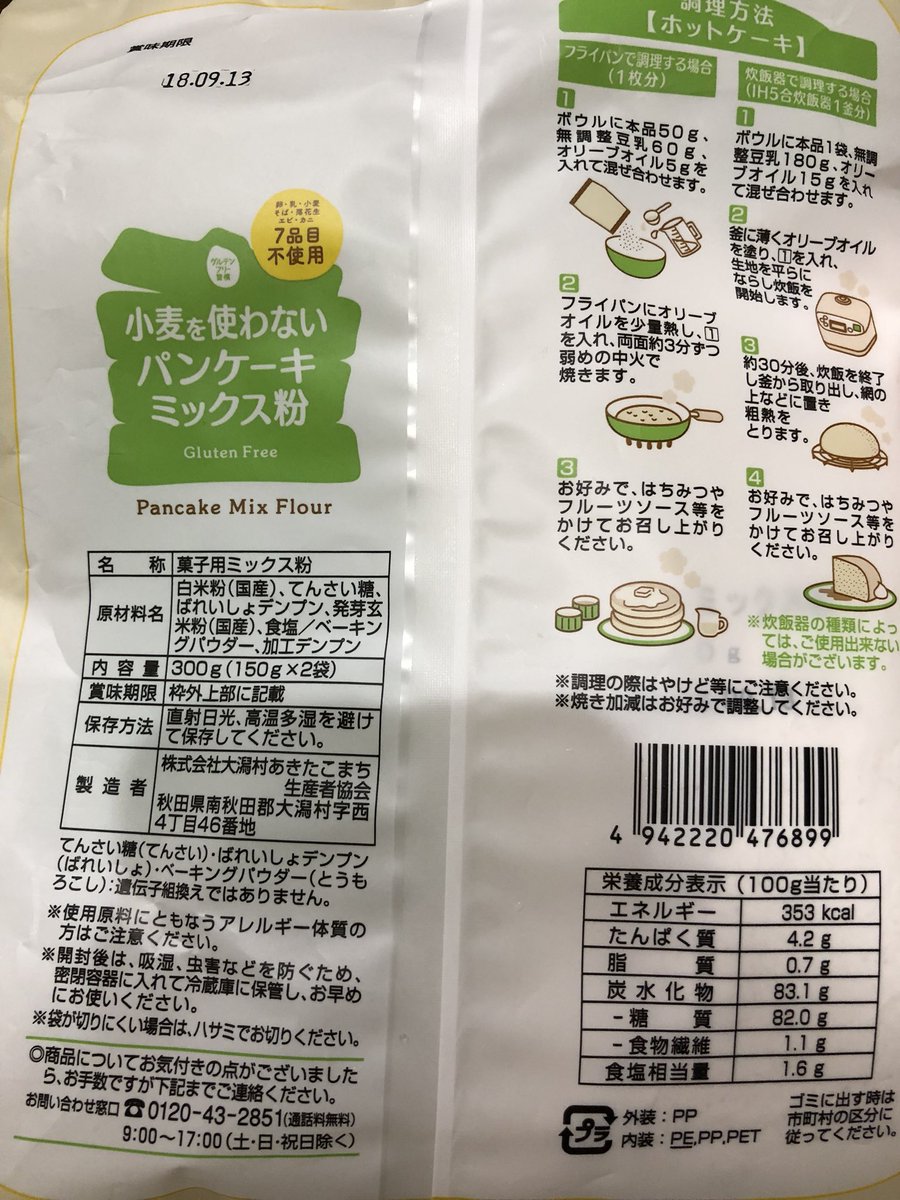 賞味期限
18.09.13
卵・乳・小麦
そば・落花生
エビ・カニ
7品目
不使用
グルテン
フリー
習慣
小麦を使わない
パンケーキ
ミックス粉
Gluten Free
Pancake Mix Flour
名 称 菓子用ミックス粉
原材料名 白米粉(国産)、てんさい糖、
ばれいしょデンプン、発芽玄
米粉(国産)、食塩/ベーキン
グパウダー、加工デンプン
内容量 300g(150g×2袋)
賞味期限 枠外上部に記載
保存方法 直射日光、高温多湿を避け
て保存してください。
製造者 株式会社大潟村あきたこまち
生産者協会
秋田県南秋田郡大潟村字西
4丁目46番地
てんさい糖(てんさい)・ばれいしょデンプン
(ばれいしょ)・ベーキングパウダー(とうも
ろこし):遺伝子組換えではありません。
※使用原料にともなうアレルギー体質の
方はご注意ください。
※開封後は、吸湿、虫害などを防ぐため、
密閉容器に入れて冷蔵庫に保管し、お早め
にお使いください。
※袋が切りにくい場合は、ハサミでお切りください。
◎商品についてお気付きの点がございました
ら、お手数ですが下記までご連絡ください。
お問い合わせ窓口 ☎0120-43-2851(通話料無料)
9:00〜17:00(土・日・祝日除く)
調理方法
【ホットケーキ】
フライパンで調理する場合
(1枚分)
1
ボウルに本品50g、
無調整豆乳60g、
オリーブオイル5gを
入れて混ぜ合わせます。
2
フライパンにオリーブ
オイルを少量熱し、1
を入れ、両面約3分ずつ
弱めの中火で
焼きます。
3
お好みで、はちみつや
フルーツソース等を
かけてお召し上がり
ください。
炊飯器で調理する場合
(IH5合炊飯器1釜分)
1
ボウルに本品1袋、無調
整豆乳180g、オリー
ブオイル15gを入れ
て混ぜ合わせます。
2
釜に薄くオリーブオイル
を塗り、1を入れ、
生地を平らに
ならし炊飯を
開始します。
3
約30分後、炊飯を終了
し釜から取り出し、網の
上などに置き
粗熱を
とります。
4
お好みで、はちみつや
フルーツソース等を
かけてお召し上がり
ください。
※炊飯器の種類によっ
ては、ご使用出来ない
場合がございます。
※調理の際はやけど等にご注意ください。
※焼き加減はお好みで調整してください。
4 942220 476899
栄養成分表示(100g当たり)
エネルギー 353 kcal
たんぱく質 4.2 g
脂 質 0.7 g
炭水化物 83.1 g
-糖 質 82.0 g
-食物繊維 1.1 g
食塩相当量 1.6 g
プラ
外装:PP
内装:PE,PP,PET
ゴミに出す時は
市町村の区分に
従ってください。